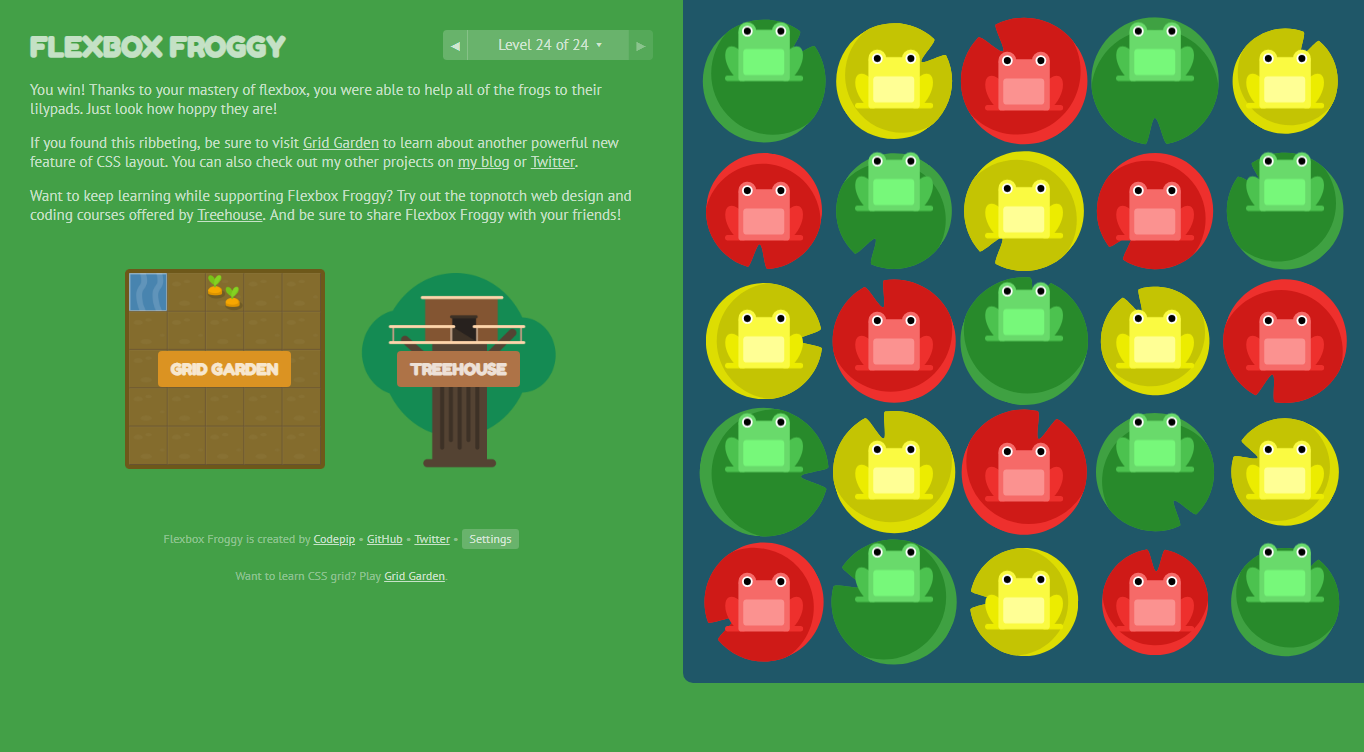 FLEXBOX FROGGY
◀ Level 24 of 24 ▾ ▶
You win! Thanks to your mastery of flexbox, you were able to help all of the frogs to their
lilypads. Just look how hoppy they are!
If you found this ribbeting, be sure to visit Grid Garden to learn about another powerful new
feature of CSS layout. You can also check out my other projects on my blog or Twitter.
Want to keep learning while supporting Flexbox Froggy? Try out the topnotch web design and
coding courses offered by Treehouse. And be sure to share Flexbox Froggy with your friends!
GRID GARDEN
TREEHOUSE
Flexbox Froggy is created by Codepip • GitHub • Twitter • Settings
Want to learn CSS grid? Play Grid Garden.